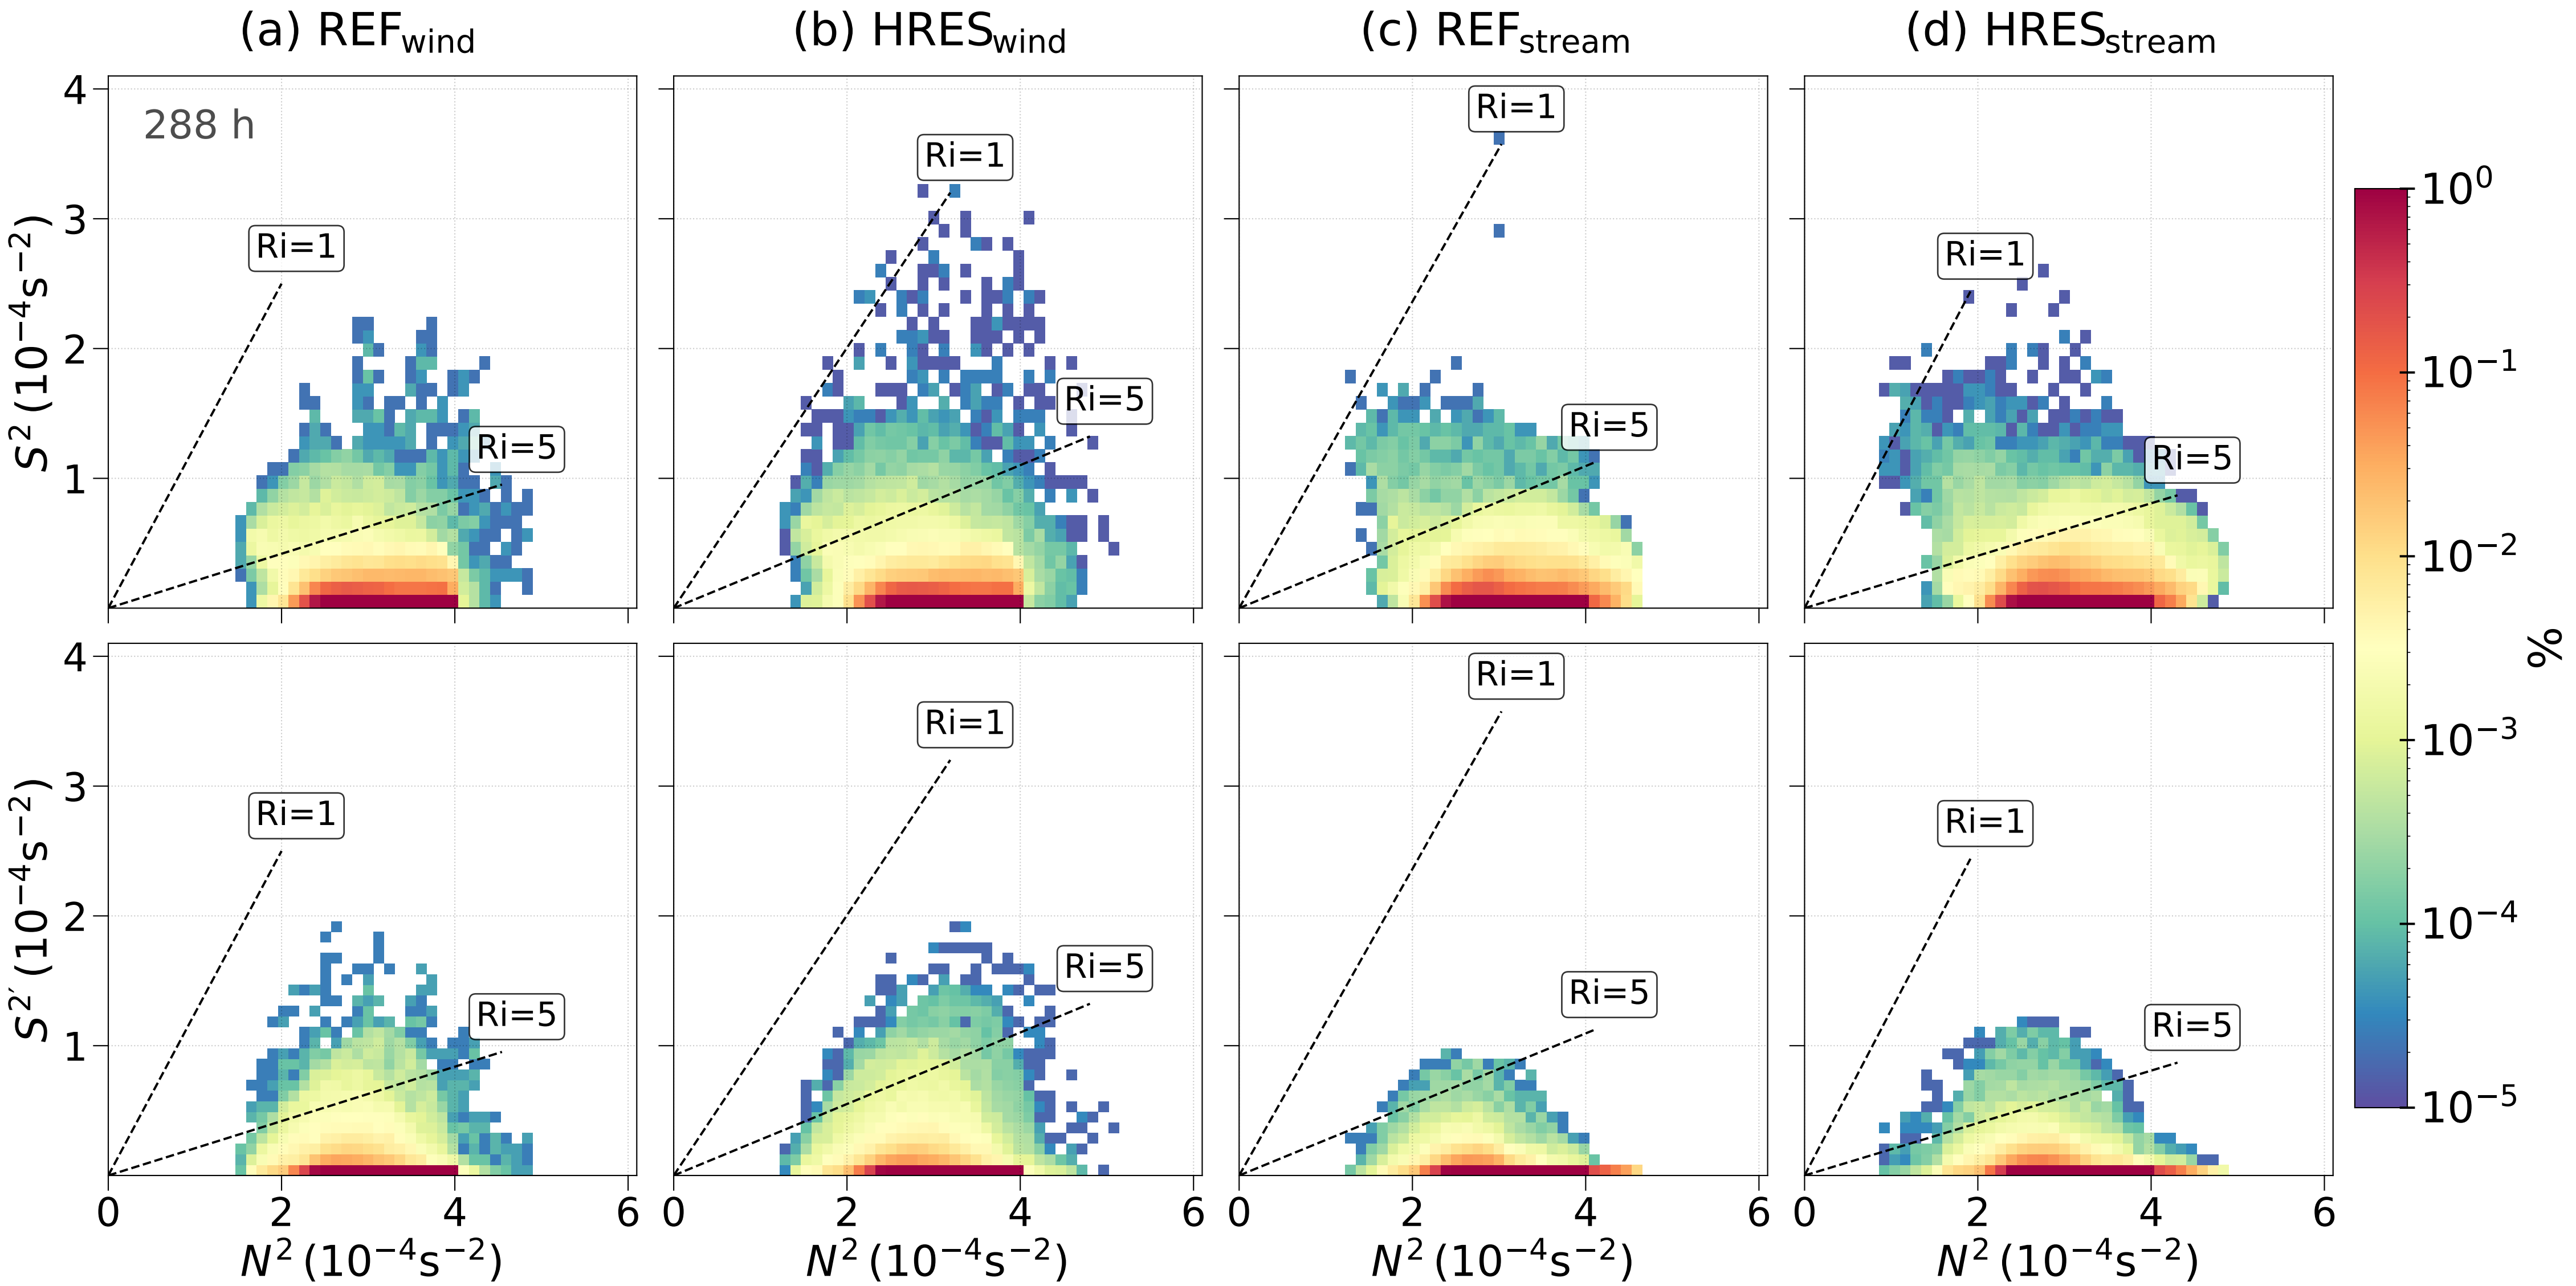 (a) REFwind
(b) HRESwind
(c) REFstream
(d) HRESstream
288 h
4
3
2
1
S² (10⁻⁴s⁻²)
Ri=1
Ri=5
Ri=1
Ri=5
Ri=1
Ri=5
Ri=1
Ri=5
10⁰
10⁻¹
10⁻²
10⁻³
10⁻⁴
10⁻⁵
%
4
3
2
1
S²′ (10⁻⁴s⁻²)
Ri=1
Ri=5
Ri=1
Ri=5
Ri=1
Ri=5
Ri=1
Ri=5
0 2 4 6
0 2 4 6
0 2 4 6
0 2 4 6
N² (10⁻⁴s⁻²)
N² (10⁻⁴s⁻²)
N² (10⁻⁴s⁻²)
N² (10⁻⁴s⁻²)